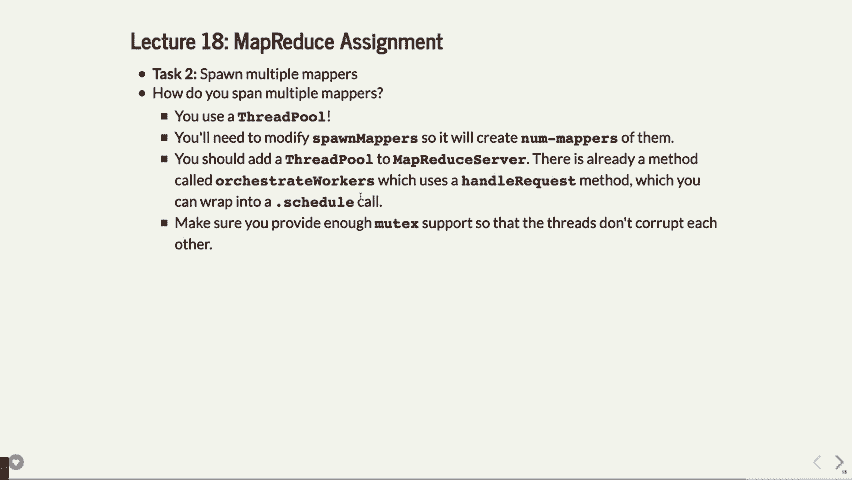 Lecture 18: MapReduce Assignment
Task 2: Spawn multiple mappers
How do you span multiple mappers?
You use a ThreadPool!
You'll need to modify spawnMappers so it will create num-mappers of them.
You should add a ThreadPool to MapReduceServer. There is already a method
called orchestrateWorkers which uses a handleRequest method, which you
can wrap into a .schedule call.
Make sure you provide enough mutex support so that the threads don't corrupt each
other.